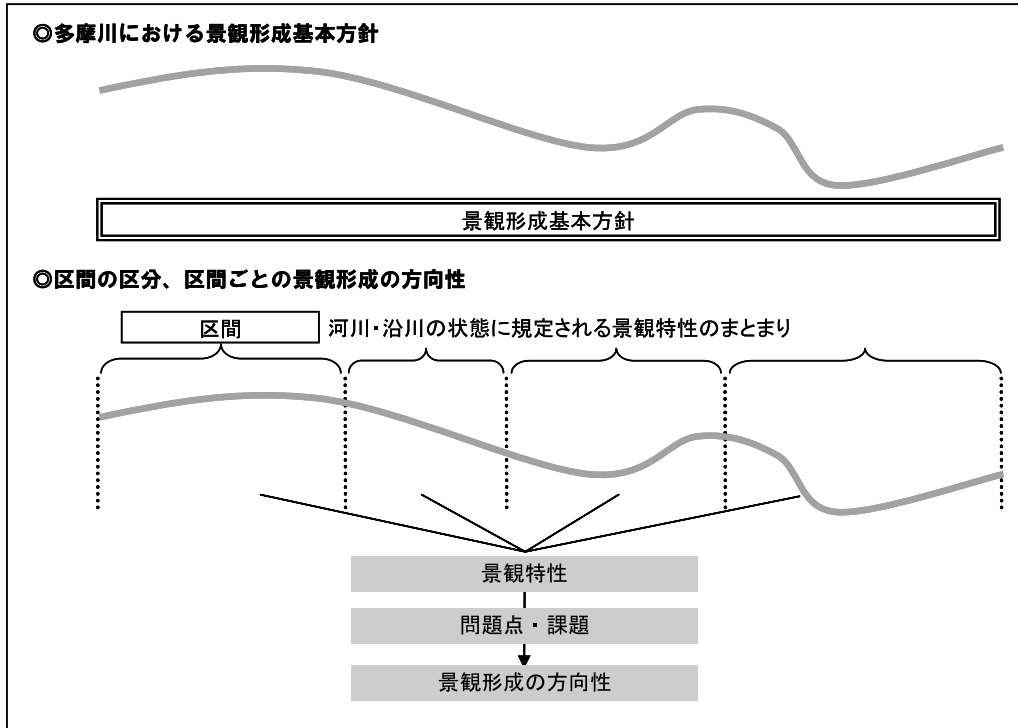 ◎多摩川における景観形成基本方針
景観形成基本方針
◎区間の区分、区間ごとの景観形成の方向性
区間
河川・沿川の状態に規定される景観特性のまとまり
景観特性
問題点・課題
景観形成の方向性